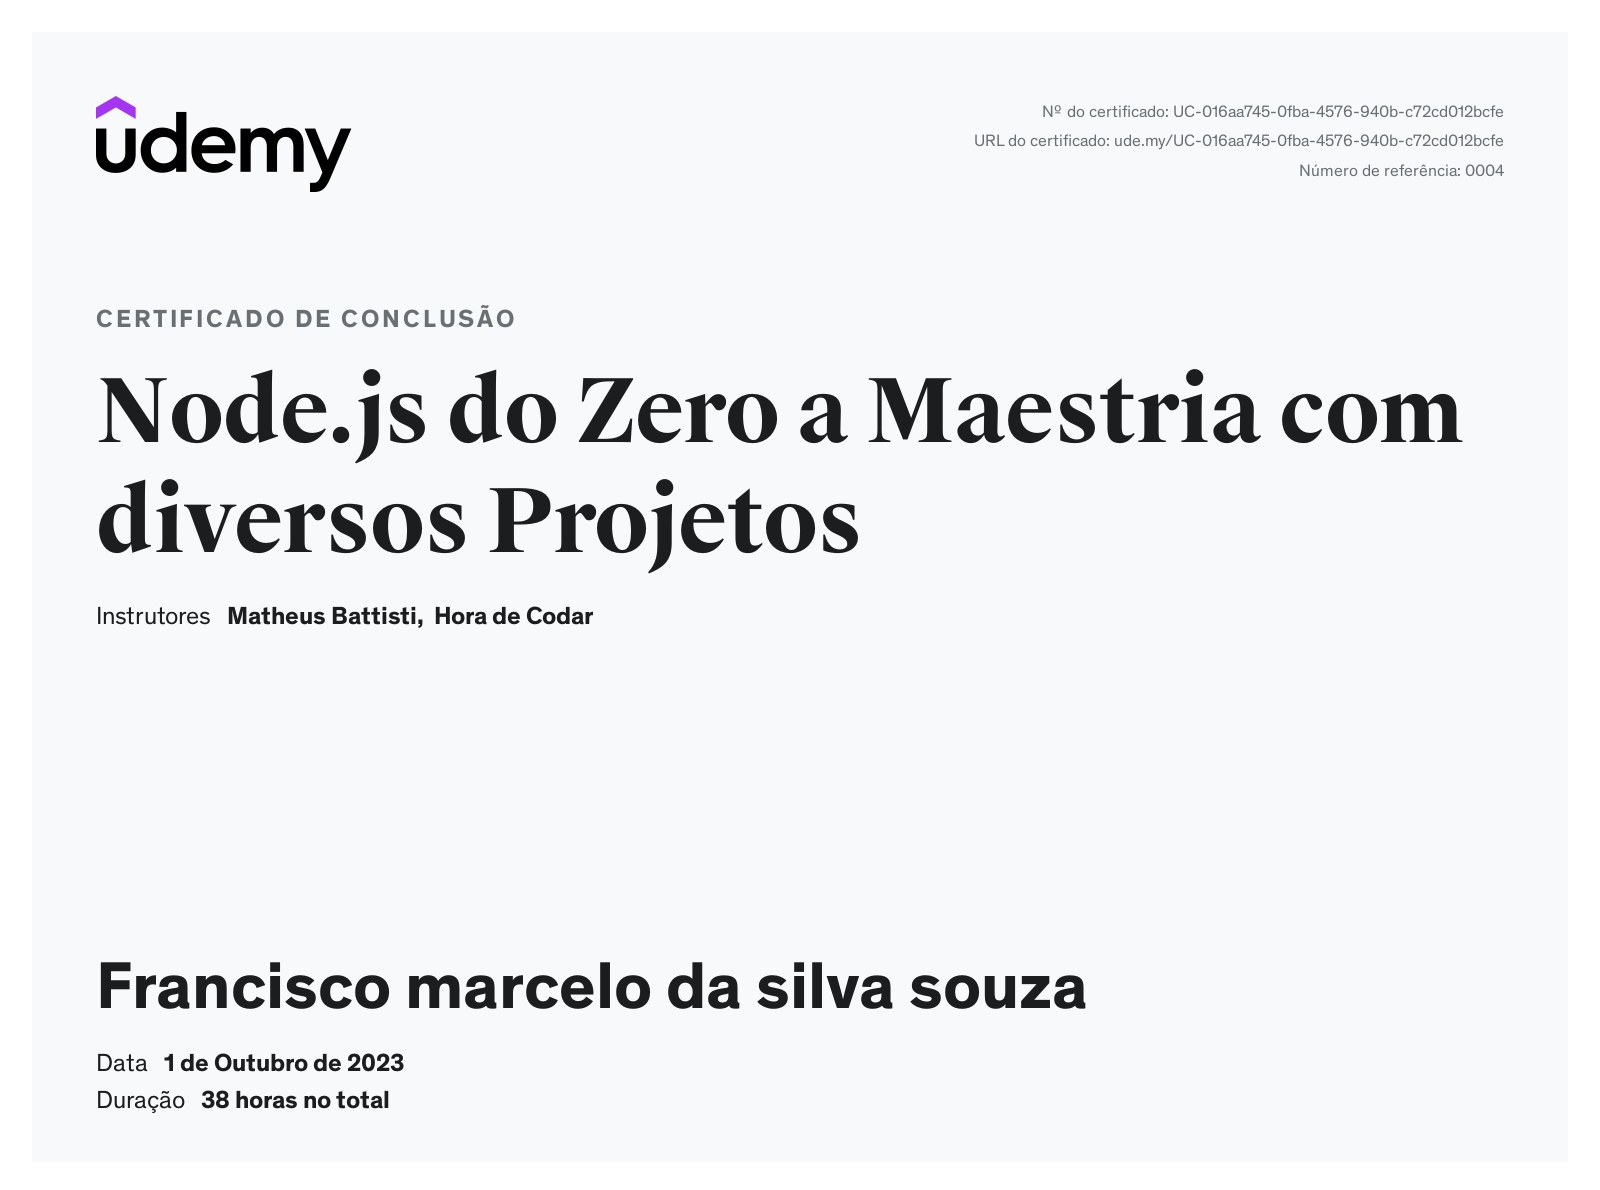 udemy
Nº do certificado: UC-016aa745-0fba-4576-940b-c72cd012bcfe
URL do certificado: ude.my/UC-016aa745-0fba-4576-940b-c72cd012bcfe
Número de referência: 0004
CERTIFICADO DE CONCLUSÃO
Node.js do Zero a Maestria com
diversos Projetos
Instrutores Matheus Battisti, Hora de Codar
Francisco marcelo da silva souza
Data 1 de Outubro de 2023
Duração 38 horas no total